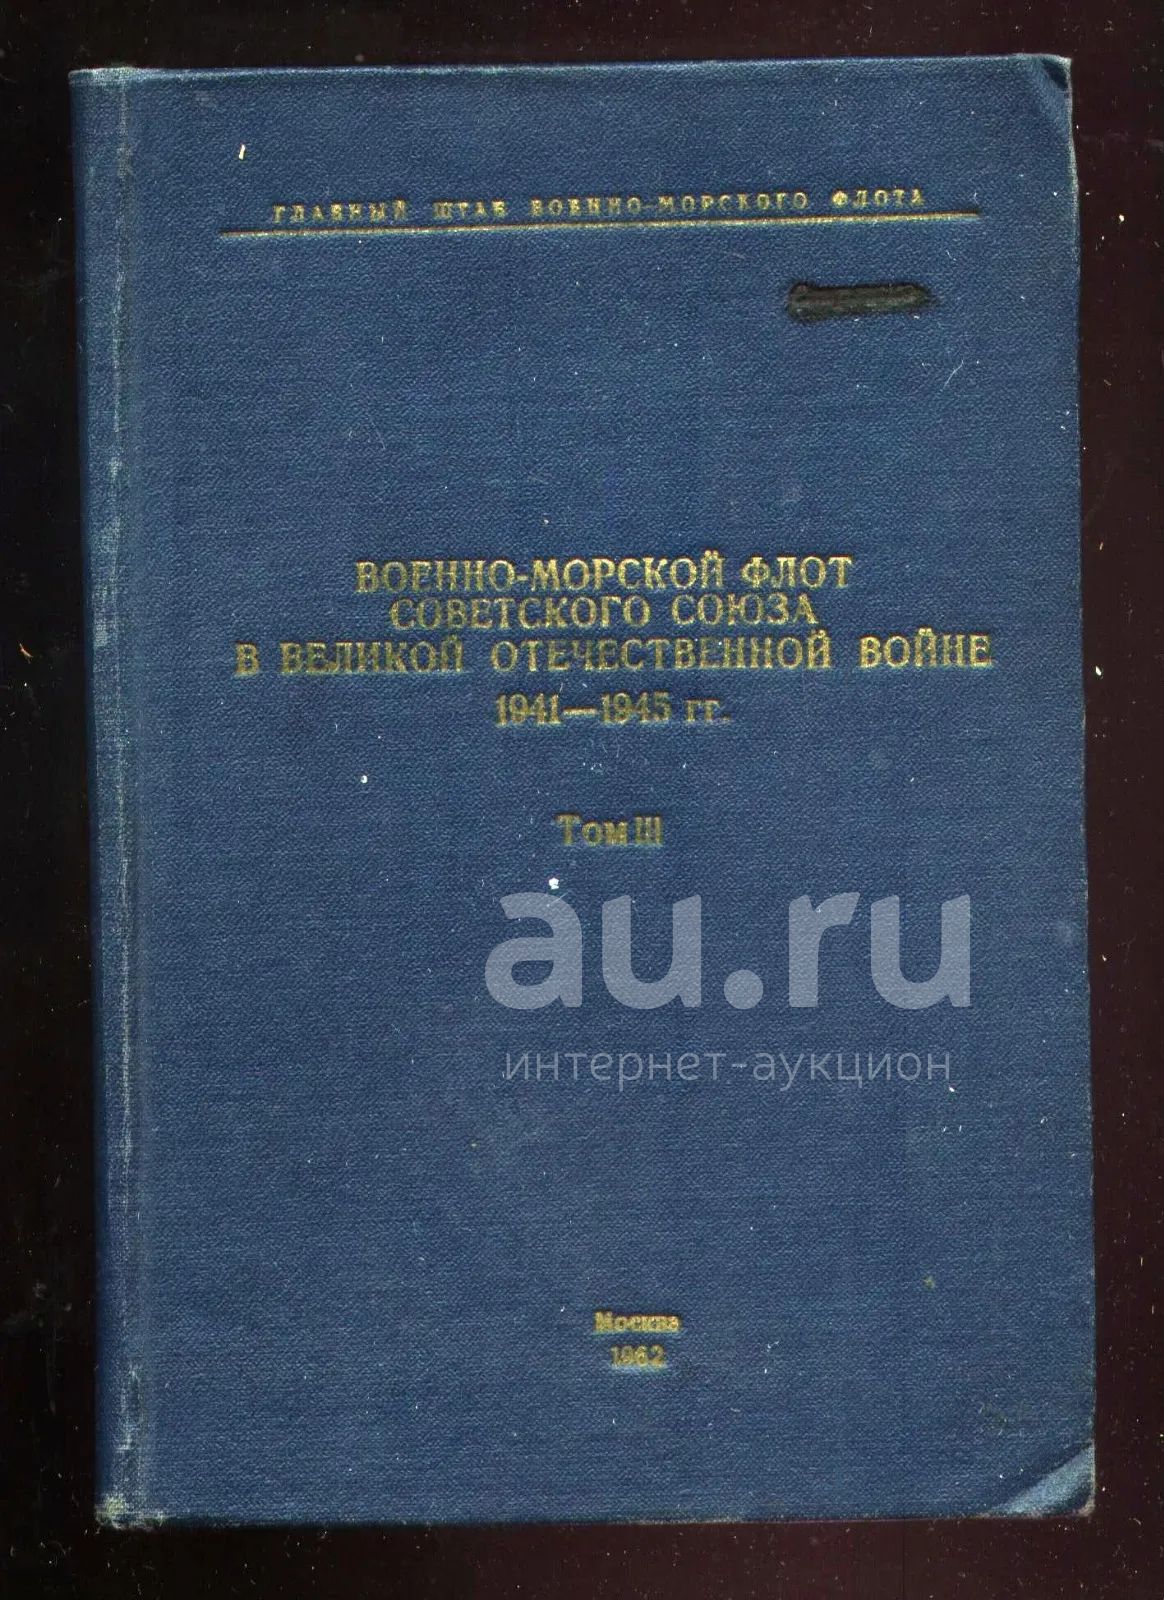 ГЛАВНЫЙ ШТАБ ВОЕННО-МОРСКОГО ФЛОТА
ВОЕННО-МОРСКОЙ ФЛОТ
СОВЕТСКОГО СОЮЗА
В ВЕЛИКОЙ ОТЕЧЕСТВЕННОЙ ВОЙНЕ
1941—1945 гг.
Том III
au.ru
интернет-аукцион
Москва
1962